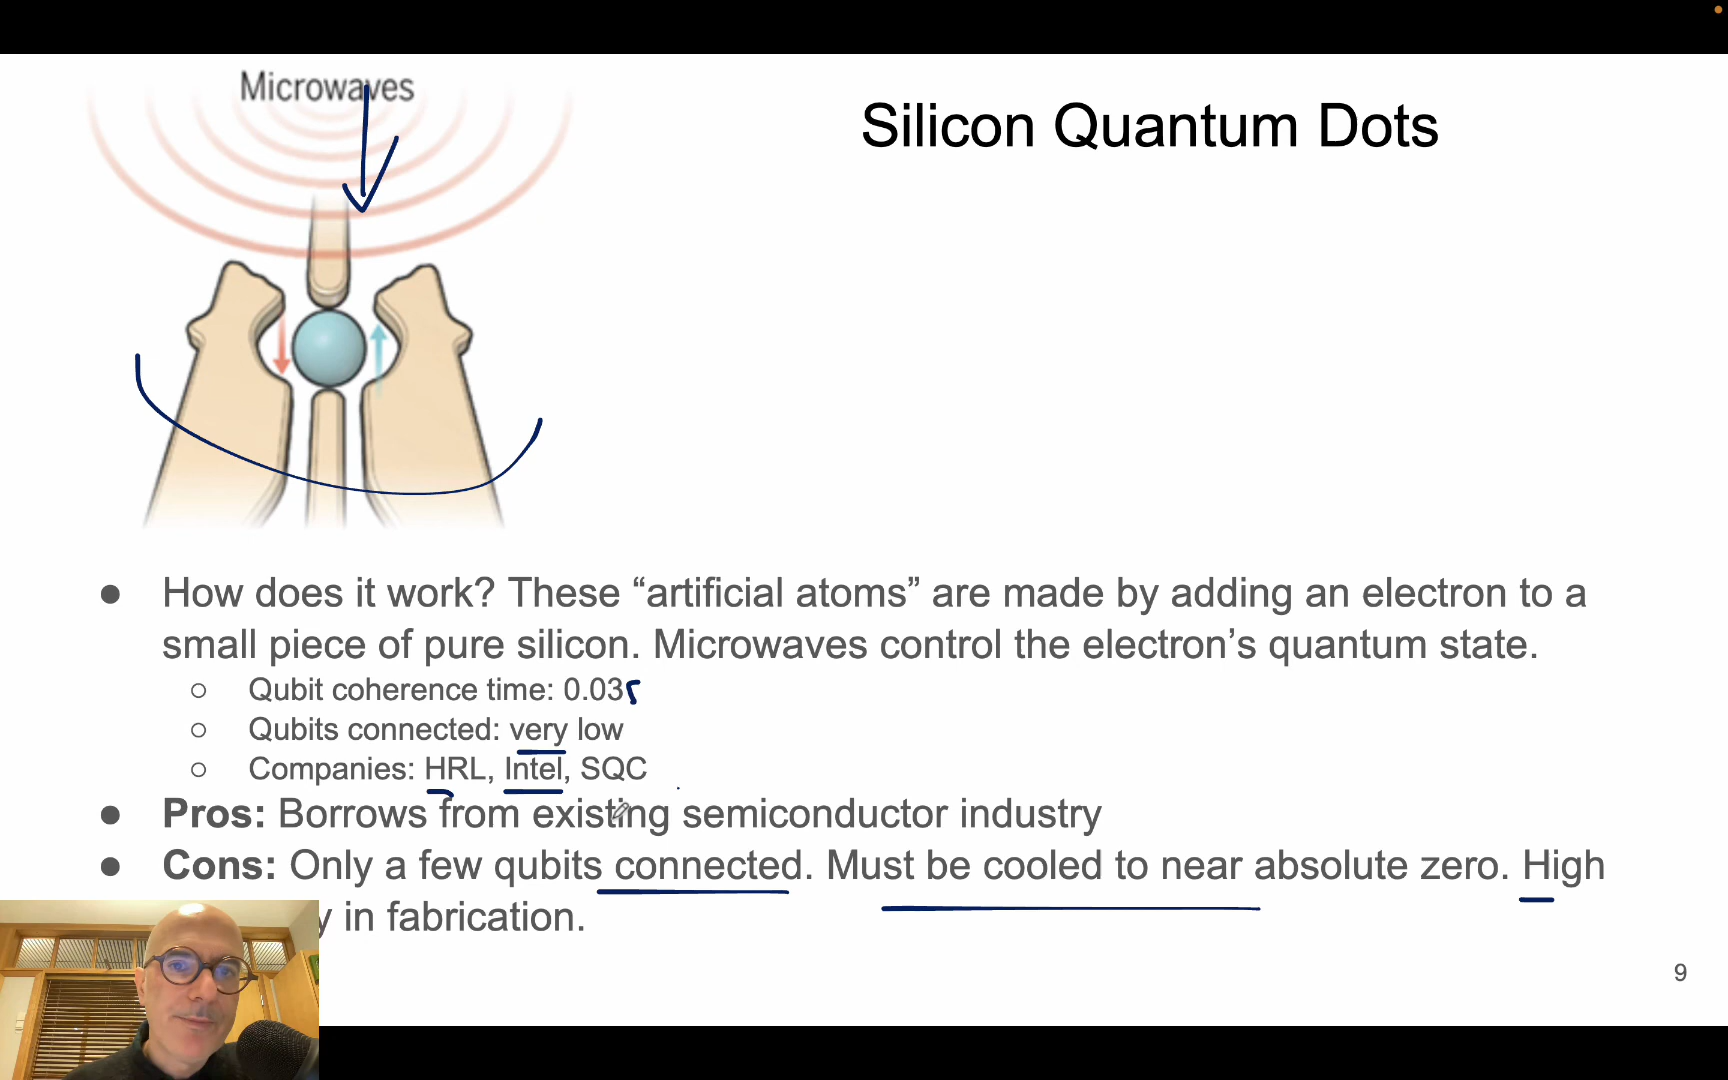 Microwaves
Silicon Quantum Dots
● How does it work? These “artificial atoms” are made by adding an electron to a
small piece of pure silicon. Microwaves control the electron’s quantum state.
○ Qubit coherence time: 0.03s
○ Qubits connected: very low
○ Companies: HRL, Intel, SQC
● Pros: Borrows from existing semiconductor industry
● Cons: Only a few qubits connected. Must be cooled to near absolute zero. High
y in fabrication.
9